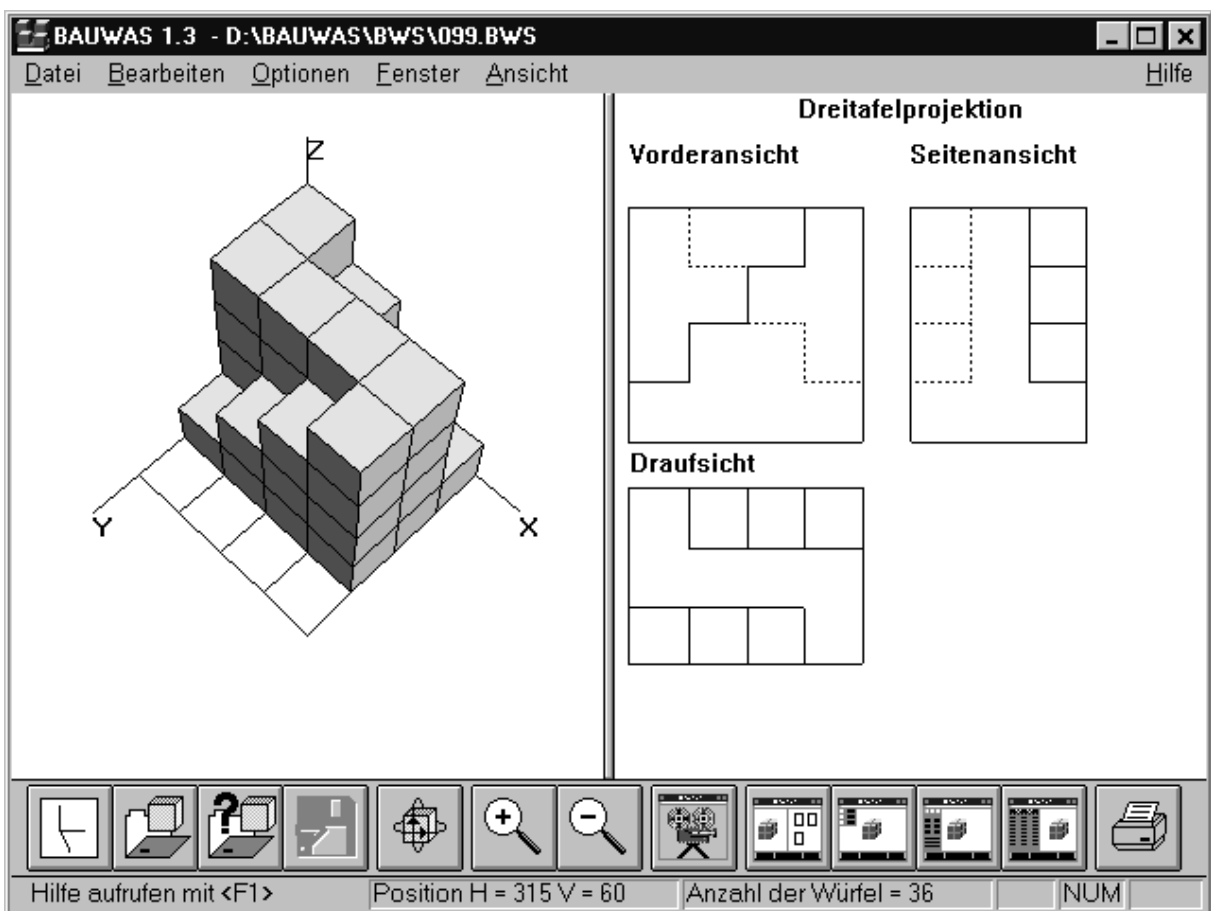 BAUWAS 1.3 - D:\BAUWAS\BWS\099.BWS
Datei Bearbeiten Optionen Fenster Ansicht Hilfe
Dreitafelprojektion
Vorderansicht Seitenansicht
Z
Draufsicht
Y X
?
Hilfe aufrufen mit <F1> Position H = 315 V = 60 Anzahl der Würfel = 36 NUM